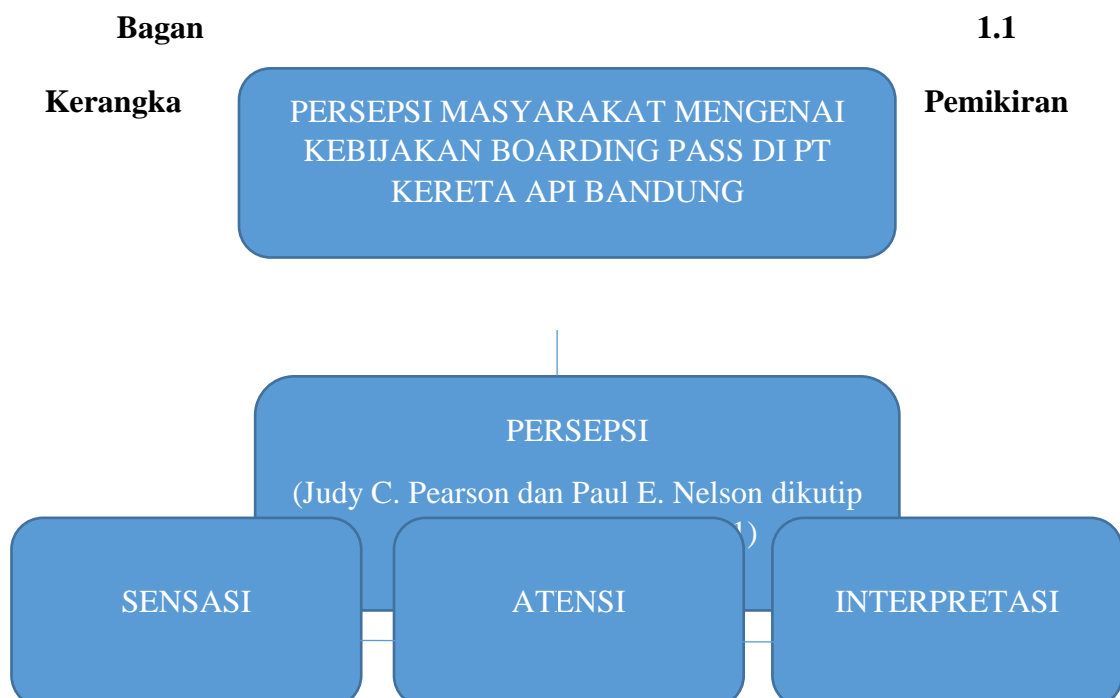 Bagan 1.1
Kerangka Pemikiran
PERSEPSI MASYARAKAT MENGENAI
KEBIJAKAN BOARDING PASS DI PT
KERETA API BANDUNG
PERSEPSI
(Judy C. Pearson dan Paul E. Nelson dikutip
SENSASI
ATENSI
INTERPRETASI